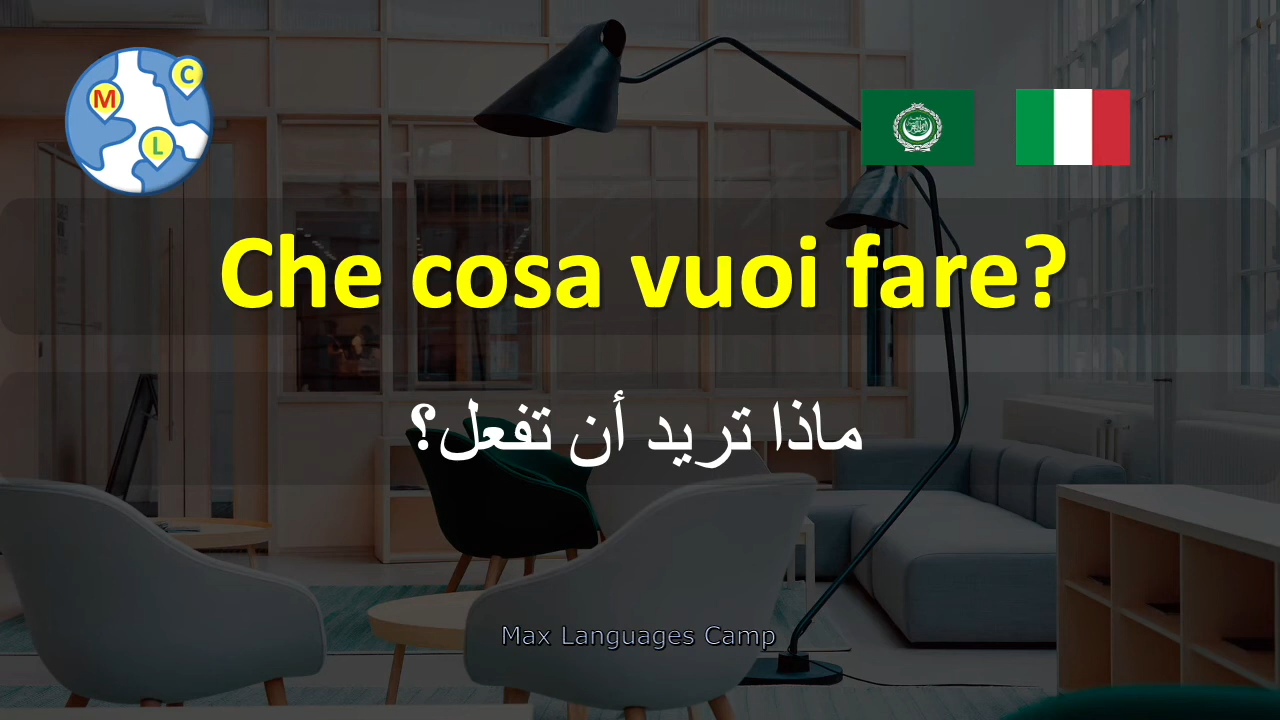 C
M
L
Che cosa vuoi fare?
ماذا تريد أن تفعل؟
Max Languages Camp